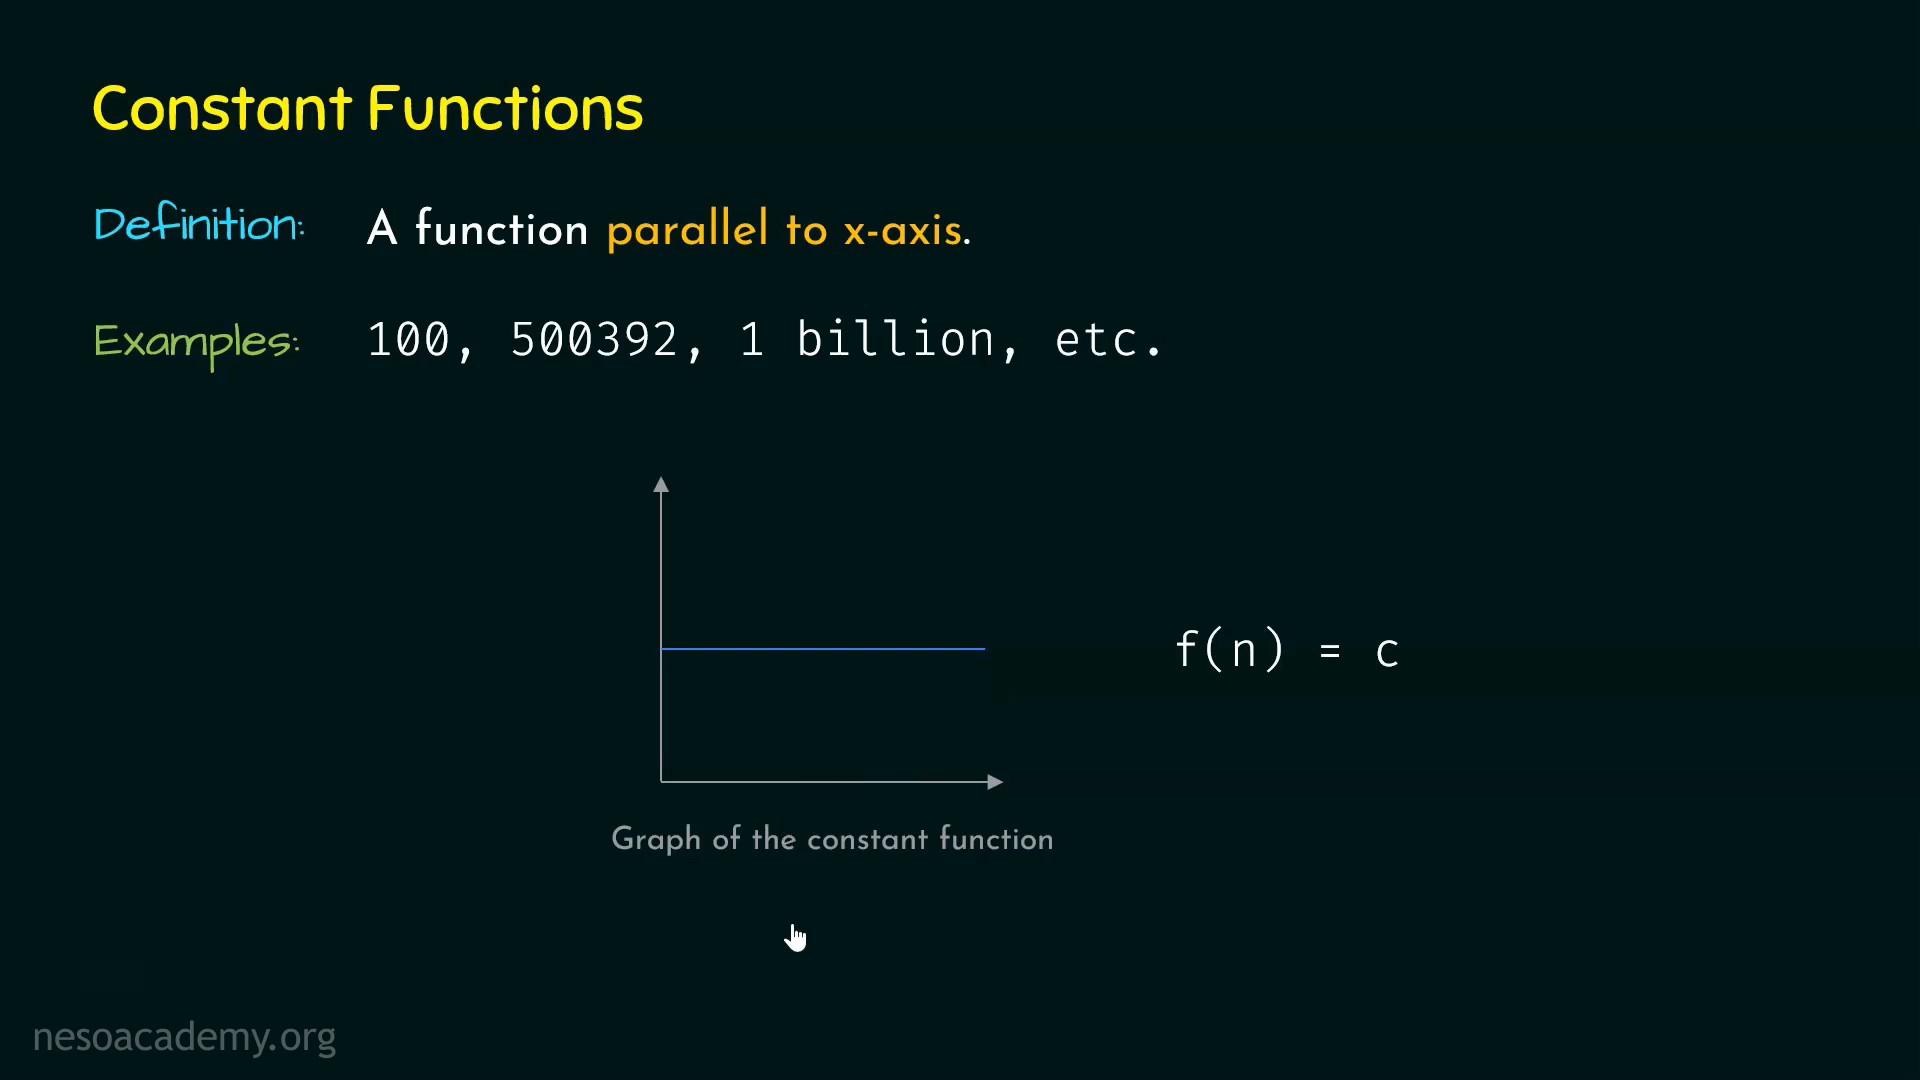 Constant Functions
Definition: A function parallel to x-axis.
Examples: 100, 500392, 1 billion, etc.
f(n) = c
Graph of the constant function
nesoacademy.org